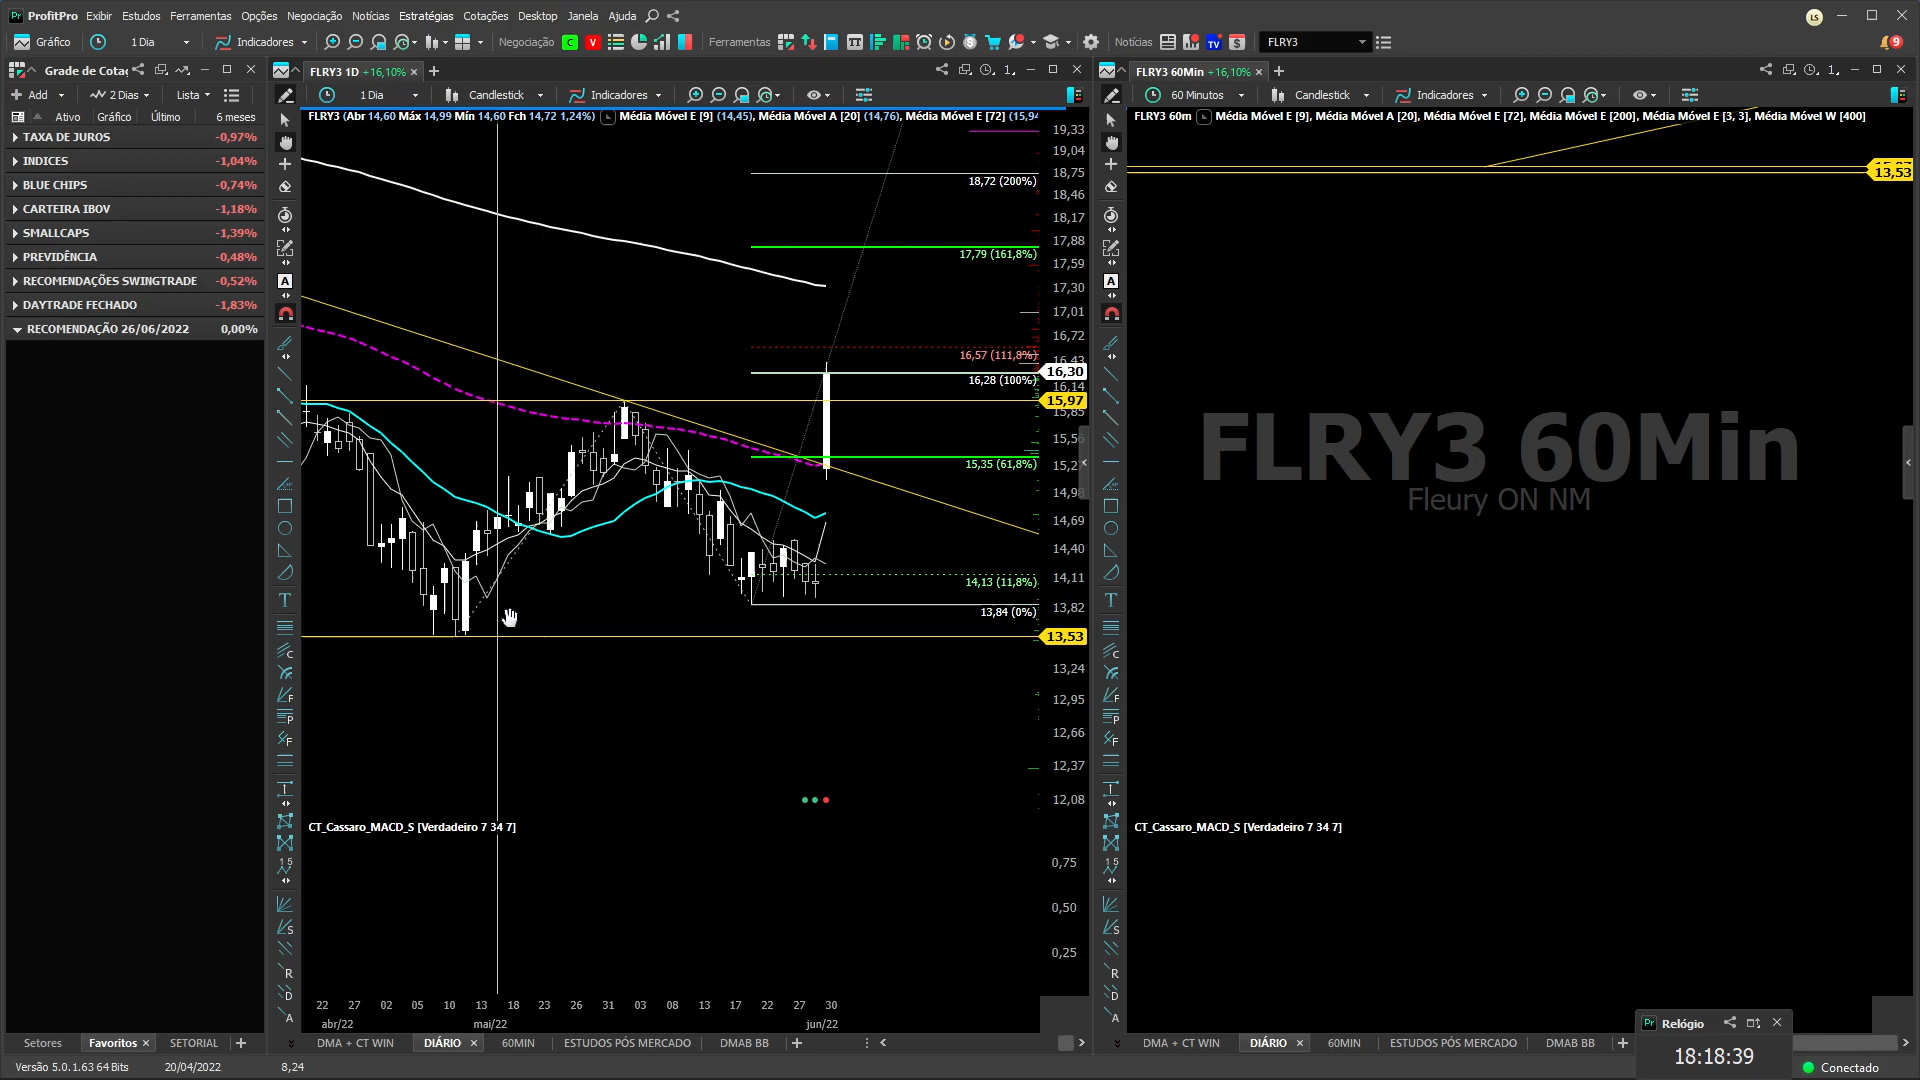 ProfitPro Exibir Estudos Ferramentas Opções Negociação Notícias Estratégias Cotações Desktop Janela Ajuda LS
Gráfico 1 Dia Indicadores Negociação C V Ferramentas Notícias FLRY3 9
Grade de Cota
Add 2 Dias Lista
Ativo Gráfico Último 6 meses
TAXA DE JUROS -0,97%
INDICES -1,04%
BLUE CHIPS -0,74%
CARTEIRA IBOV -1,18%
SMALLCAPS -1,39%
PREVIDÊNCIA -0,48%
RECOMENDAÇÕES SWINGTRADE -0,52%
DAYTRADE FECHADO -1,83%
RECOMENDAÇÃO 26/06/2022 0,00%
Setores Favoritos SETORIAL
FLRY3 1D +16,10%
1 Dia Candlestick Indicadores
FLRY3 (Abr 14,60 Máx 14,99 Mín 14,60 Fch 14,72 1,24%) Média Móvel E [9] (14,45), Média Móvel A [20] (14,76), Média Móvel E [72] (15,94
19,33
19,04
18,75
18,72 (200%)
18,46
18,17
17,88
17,79 (161,8%)
17,59
17,30
17,01
16,72
16,43
16,57 (111,8%)
16,30
16,28 (100%)
16,14
15,97
15,85
15,56
15,35 (61,8%)
14,98
14,69
14,40
14,11
14,13 (11,8%)
13,82
13,84 (0%)
13,53
13,24
12,95
12,66
12,37
12,08
CT_Cassaro_MACD_S [Verdadeiro 7 34 7]
0,75
0,50
0,25
22 27 02 05 10 13 18 23 26 31 03 08 13 17 22 27 30
abr/22 mai/22 jun/22
DMA + CT WIN DIÁRIO 60MIN ESTUDOS PÓS MERCADO DMAB BB
FLRY3 60Min +16,10%
60 Minutos Candlestick Indicadores
FLRY3 60m Média Móvel E [9], Média Móvel A [20], Média Móvel E [72], Média Móvel E [200], Média Móvel E [3, 3], Média Móvel W [400]
13,53
FLRY3 60Min
Fleury ON NM
CT_Cassaro_MACD_S [Verdadeiro 7 34 7]
DMA + CT WIN DIÁRIO 60MIN ESTUDOS PÓS MERCADO DMAB BB
Relógio
18:18:39
Versão 5.0.1.63 64 Bits 20/04/2022 8,24 Conectado